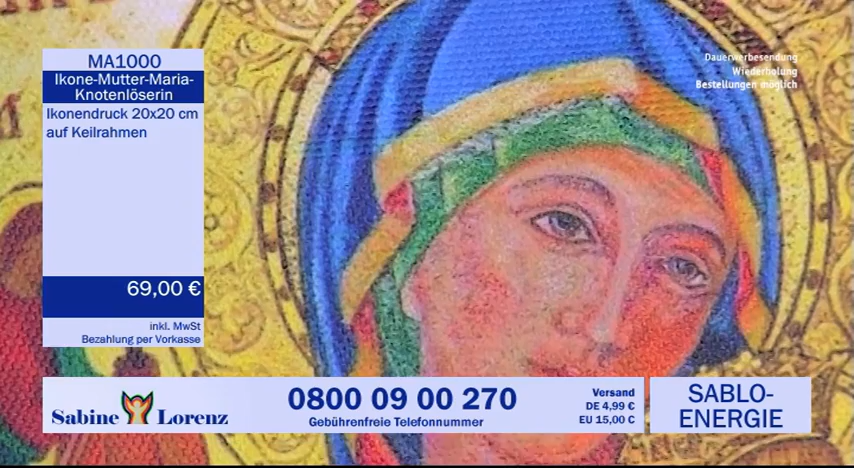 MA1000
Ikone-Mutter-Maria-
Knotenlöserin
Ikonendruck 20x20 cm
auf Keilrahmen
69,00 €
inkl. MwSt
Bezahlung per Vorkasse
Dauerwerbesendung
Wiederholung
Bestellungen möglich
Sabine Lorenz
0800 09 00 270
Gebührenfreie Telefonnummer
Versand
DE 4,99 €
EU 15,00 €
SABLO-
ENERGIE